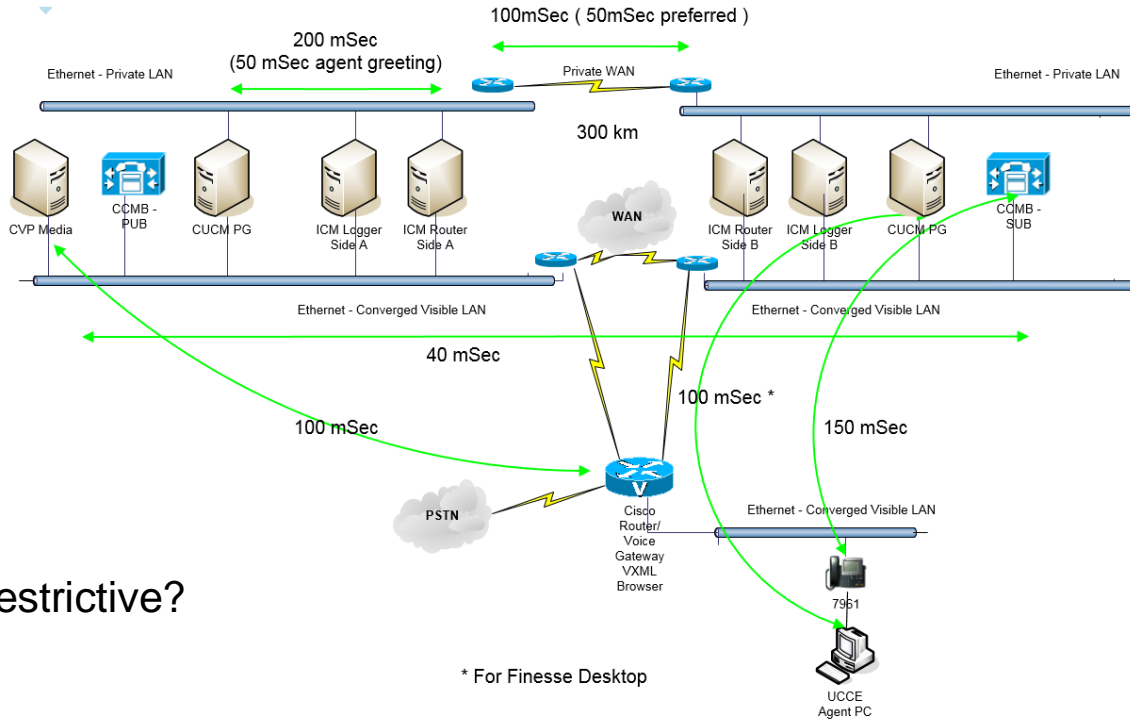 100mSec ( 50mSec preferred )
200 mSec
(50 mSec agent greeting)
Ethernet - Private LAN
Private WAN
Ethernet - Private LAN
300 km
CVP Media
CCMB -
PUB
CUCM PG
ICM Logger
Side A
ICM Router
Side A
WAN
ICM Router
Side B
ICM Logger
Side B
CUCM PG
CCMB -
SUB
Ethernet - Converged Visible LAN
Ethernet - Converged Visible LAN
40 mSec
100 mSec *
100 mSec
150 mSec
PSTN
V
Cisco
Router/
Voice
Gateway
VXML
Browser
Ethernet - Converged Visible LAN
7961
estrictive?
* For Finesse Desktop
UCCE
Agent PC